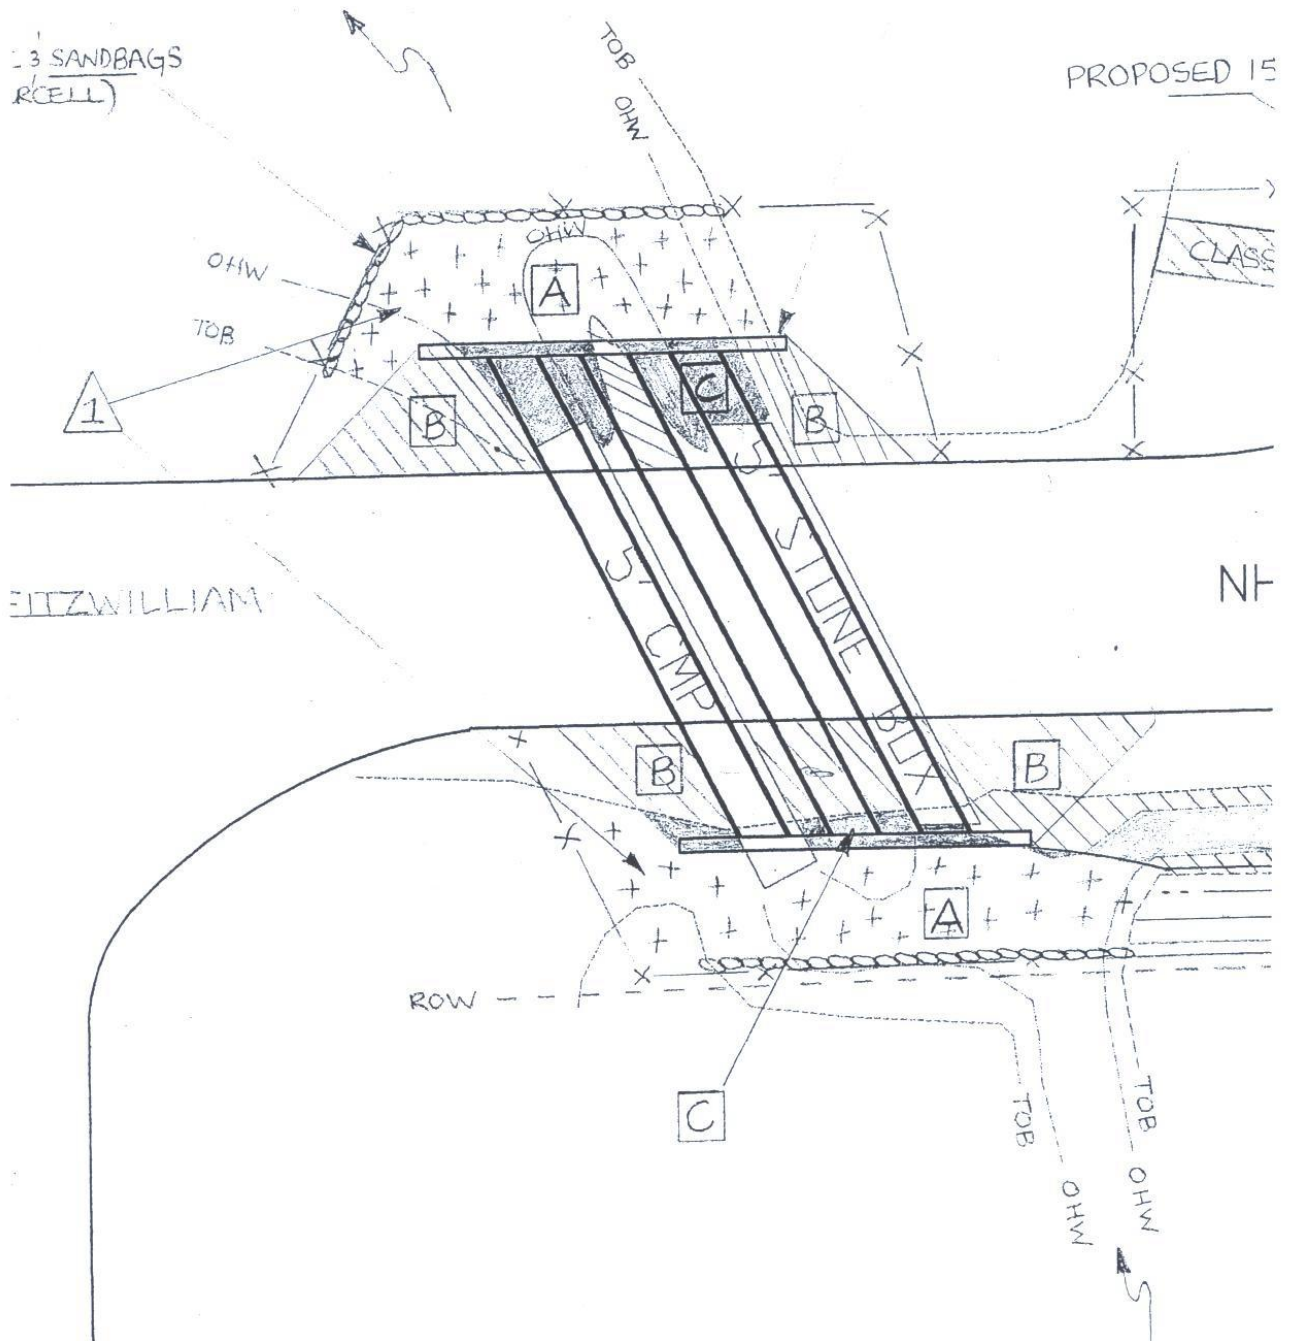 3' SANDBAGS
RCELL)
TOB
OHW
PROPOSED 15
OHW
OHW
TOB
A
CLASS
1
B
C
B
5' CMP
5' STONE BOX
FITZWILLIAM
NH
B
B
A
ROW
C
TOB
OHW
TOB
OHW